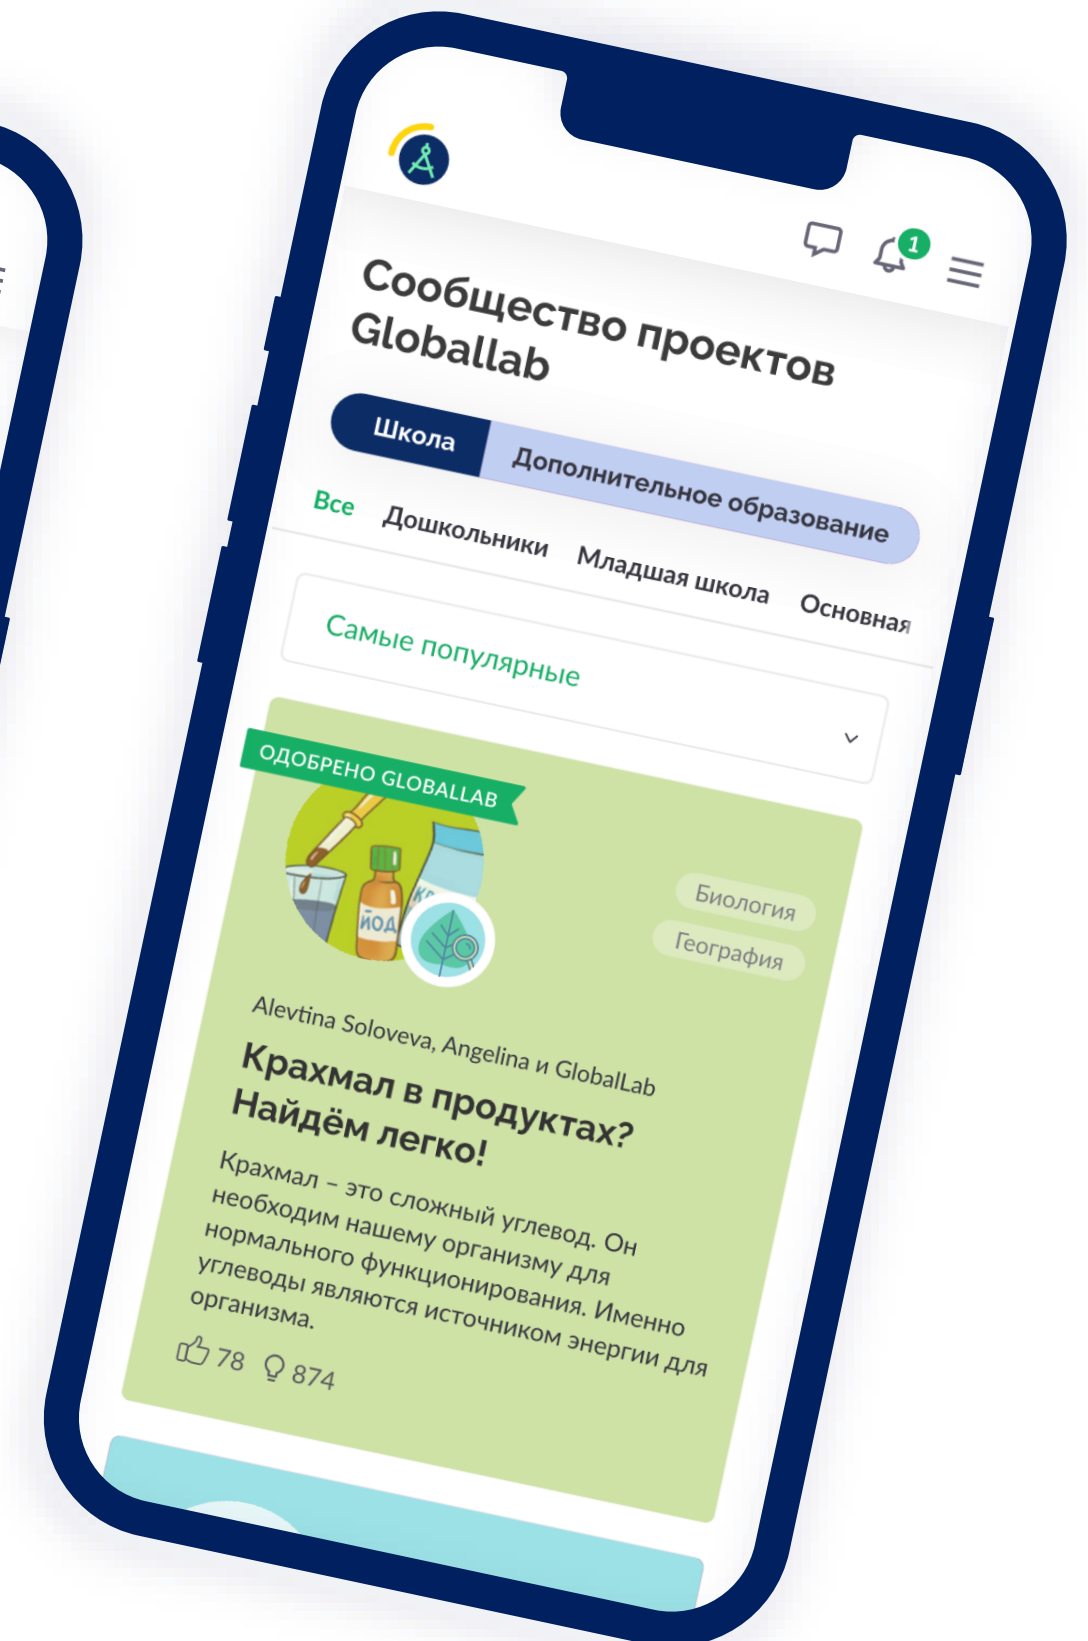 1
Сообщество проектов
Globallab
Школа Дополнительное образование
Все Дошкольники Младшая школа Основная
Самые популярные
ОДОБРЕНО GLOBALLAB
ЙОД
Биология
География
Alevtina Soloveva, Angelina и GlobalLab
Крахмал в продуктах?
Найдём легко!
Крахмал – это сложный углевод. Он
необходим нашему организму для
нормального функционирования. Именно
углеводы являются источником энергии для
организма.
78 874